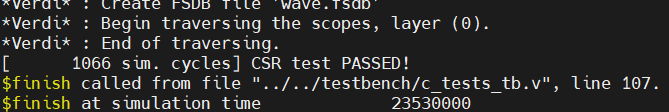 *Verdi* : Create FSDB file 'wave.fsdb'
*Verdi* : Begin traversing the scopes, layer (0).
*Verdi* : End of traversing.
[      1066 sim. cycles] CSR test PASSED!
$finish called from file "../../testbench/c_tests_tb.v", line 107.
$finish at simulation time             23530000